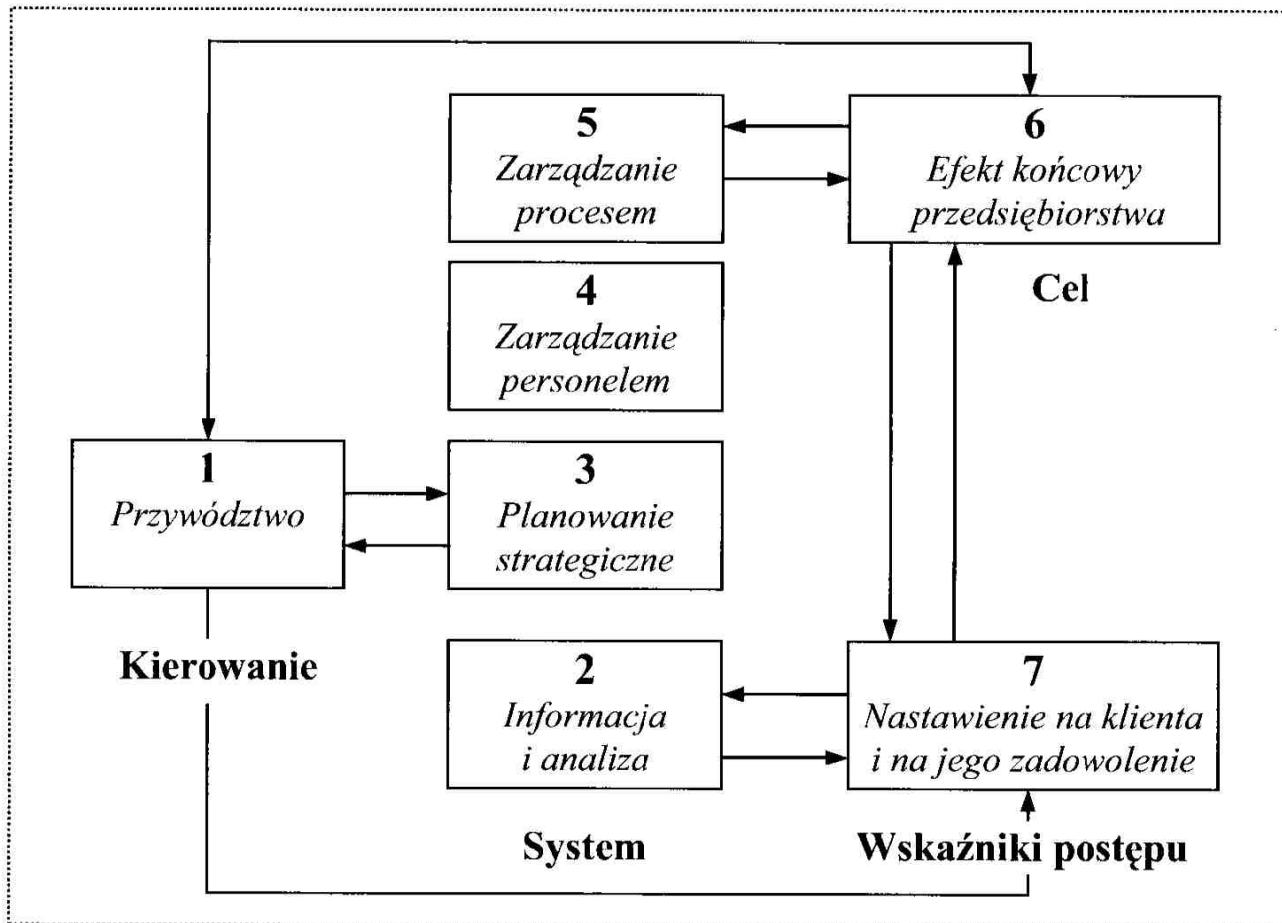 5
Zarządzanie
procesem
6
Efekt końcowy
przedsiębiorstwa
Cel
4
Zarządzanie
personelem
1
Przywództwo
3
Planowanie
strategiczne
Kierowanie
2
Informacja
i analiza
7
Nastawienie na klienta
i na jego zadowolenie
System
Wskaźniki postępu